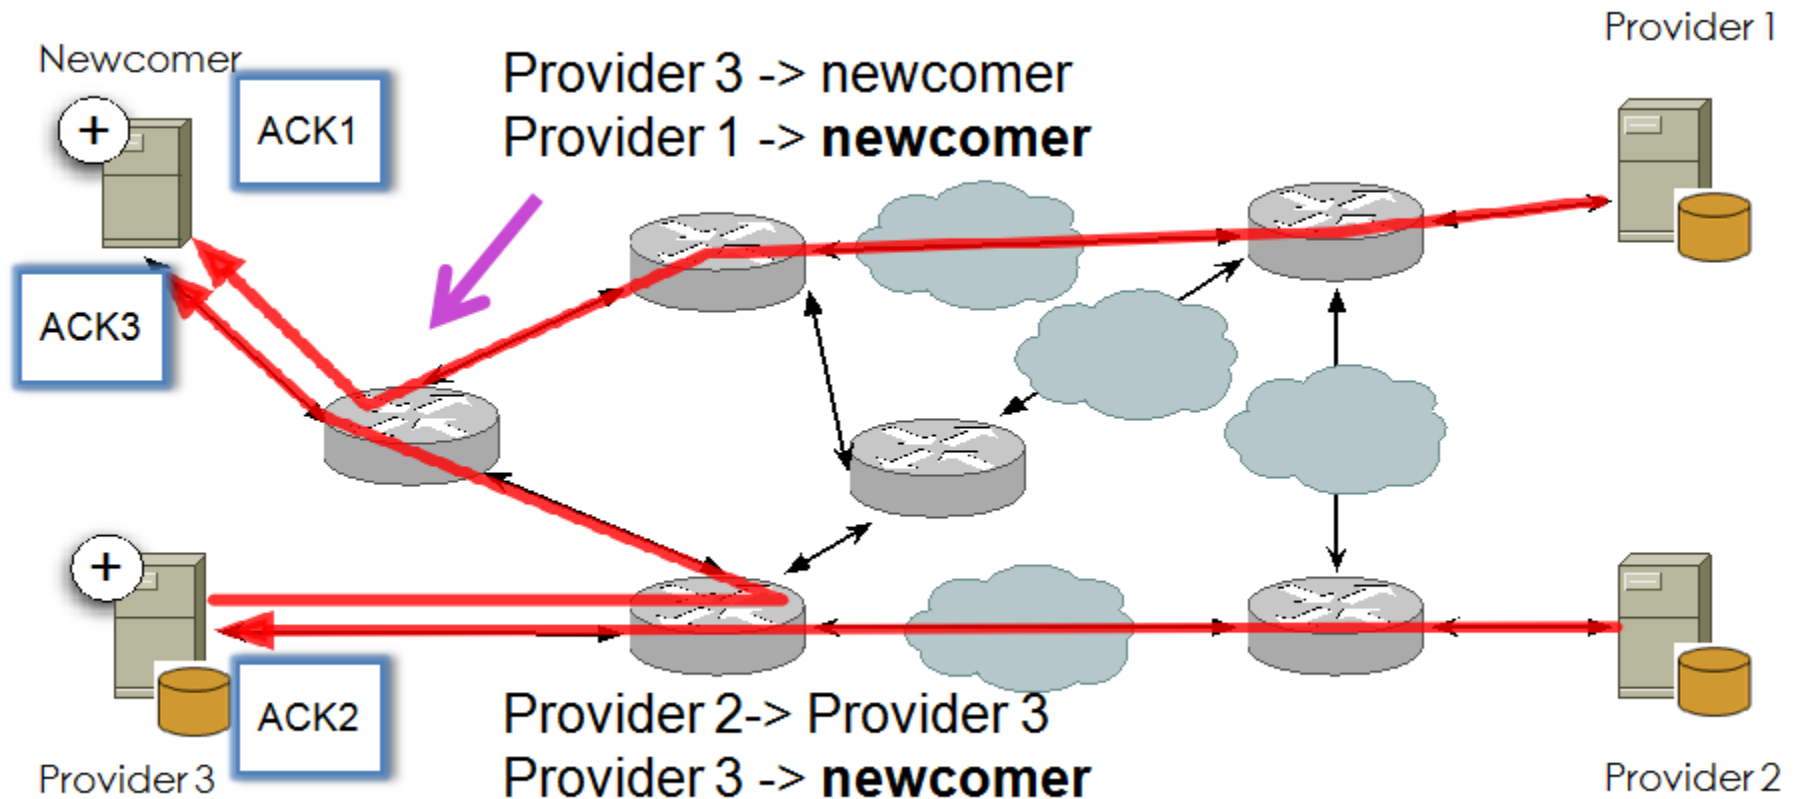 Provider 1
Newcomer
+
ACK1
Provider 3 -> newcomer
Provider 1 -> newcomer
ACK3
+
ACK2
Provider 2-> Provider 3
Provider 3 -> newcomer
Provider 3
Provider 2